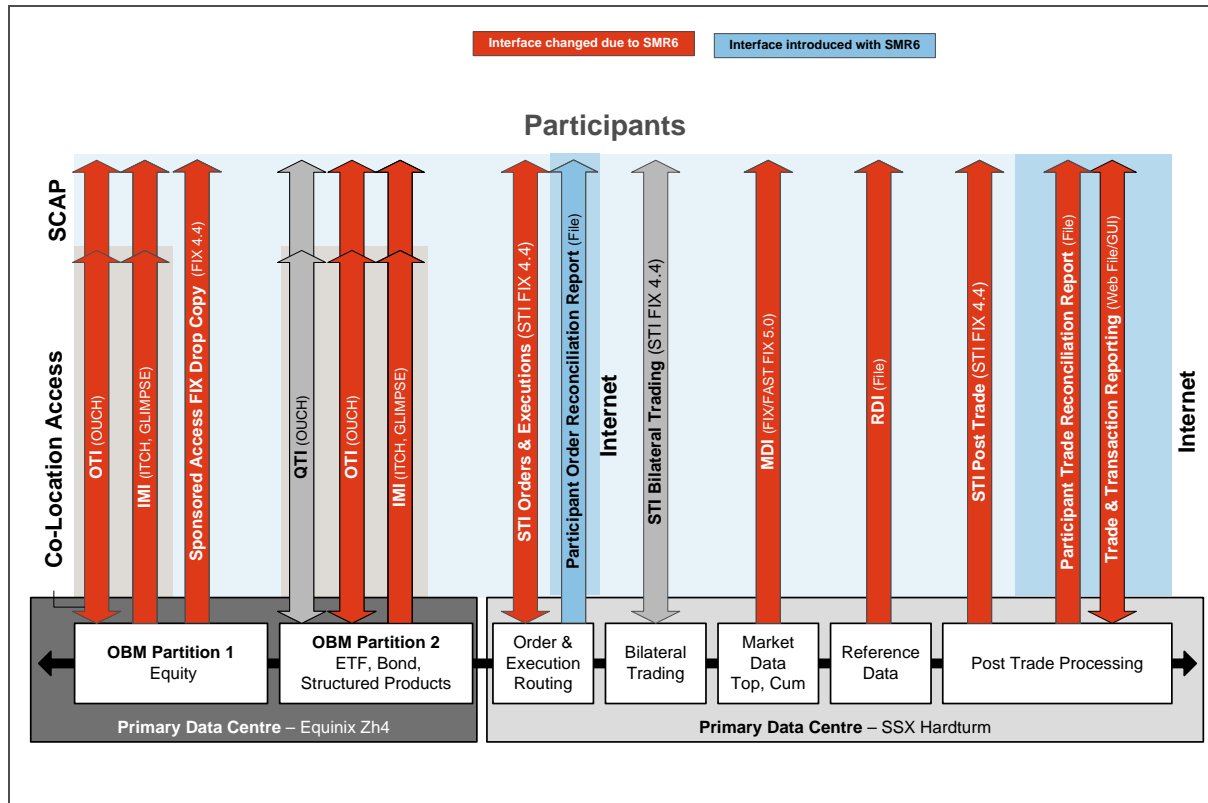 Interface changed due to SMR6
Interface introduced with SMR6
Participants
SCAP
Co-Location Access
OTI (OUCH)
IMI (ITCH, GLIMPSE)
Sponsored Access FIX Drop Copy (FIX 4.4)
QTI (OUCH)
OTI (OUCH)
IMI (ITCH, GLIMPSE)
STI Orders & Executions (STI FIX 4.4)
Participant Order Reconciliation Report (File)
Internet
STI Bilateral Trading (STI FIX 4.4)
MDI (FIX/FAST FIX 5.0)
RDI (File)
STI Post Trade (STI FIX 4.4)
Participant Trade Reconciliation Report (File)
Trade & Transaction Reporting (Web File/GUI)
Internet
OBM Partition 1
Equity
OBM Partition 2
ETF, Bond,
Structured Products
Order &
Execution
Routing
Bilateral
Trading
Market
Data
Top, Cum
Reference
Data
Post Trade Processing
Primary Data Centre – Equinix Zh4
Primary Data Centre – SSX Hardturm